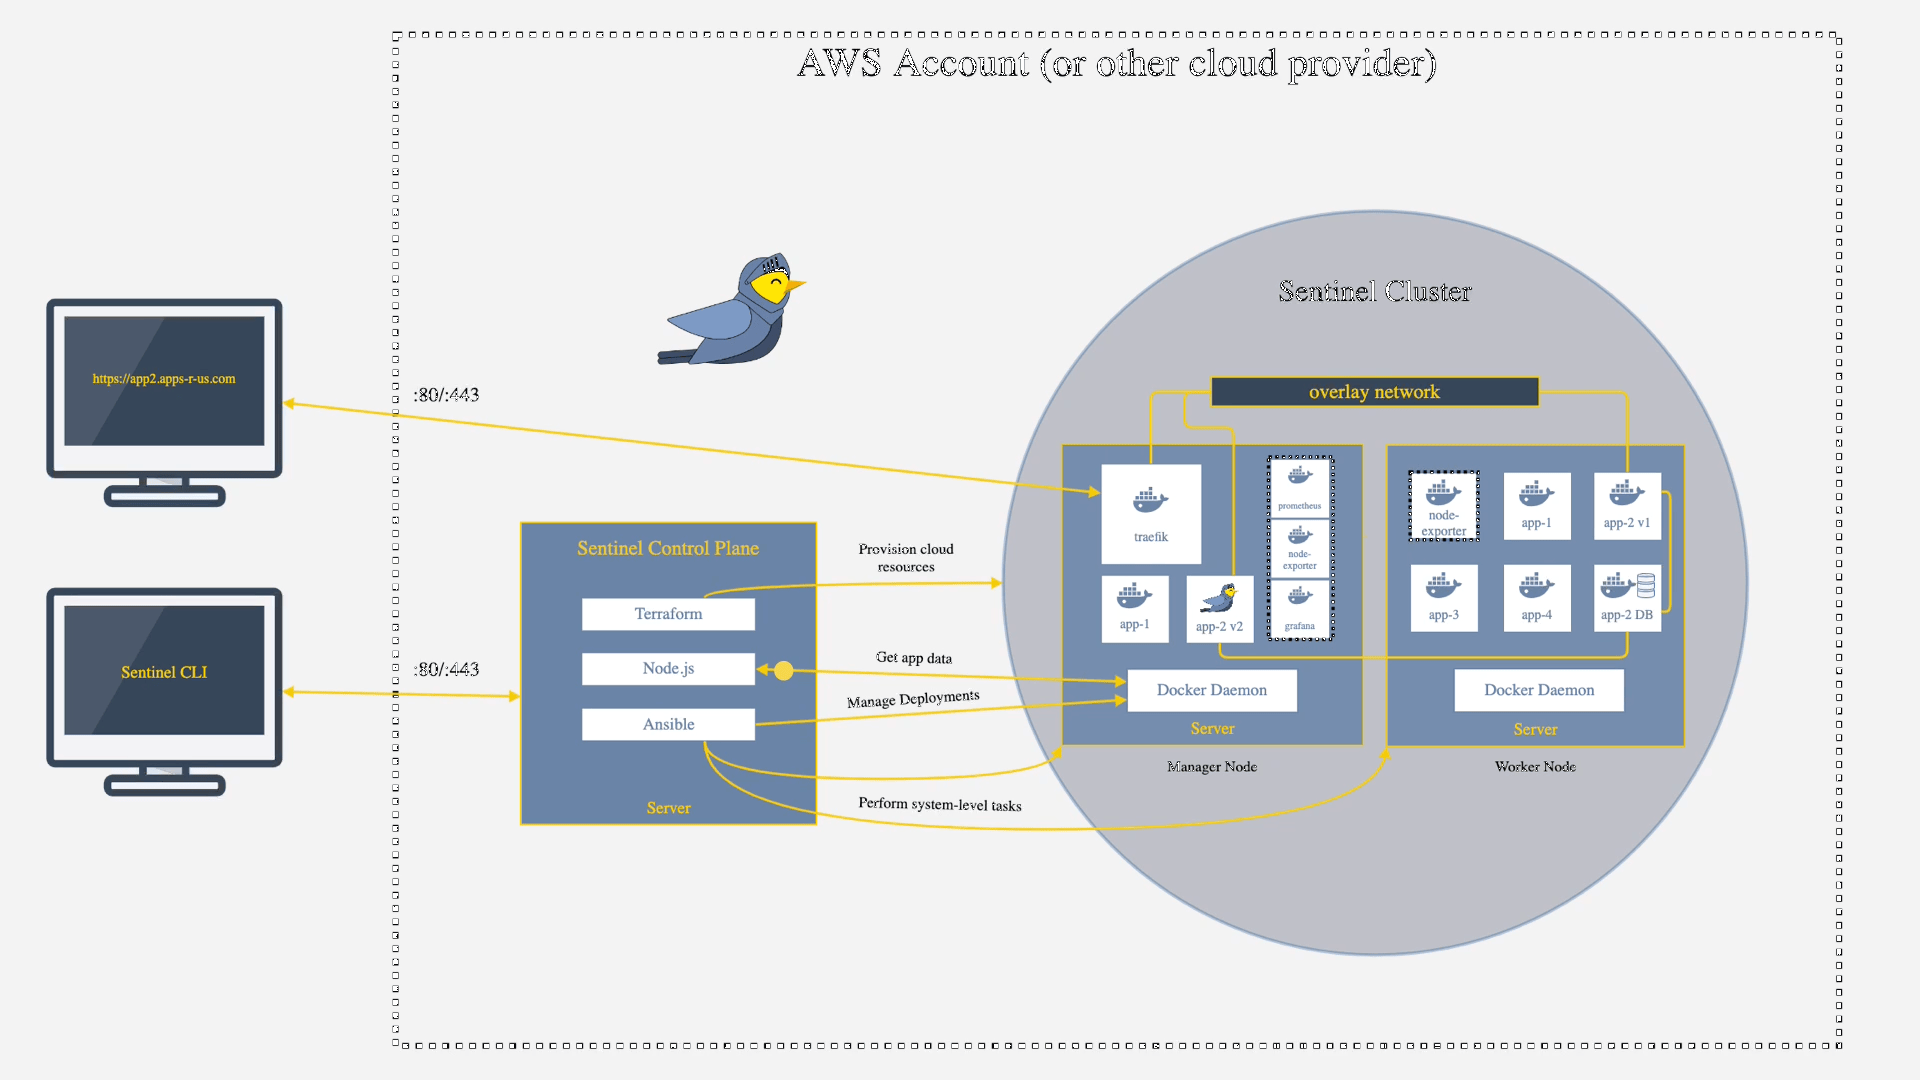 AWS Account (or other cloud provider)
Sentinel Cluster
https://app2.apps-r-us.com
:80/:443
overlay network
traefik
prometheus
node-
exporter
grafana
app-1
app-2 v2
node-
exporter
app-1
app-2 v1
app-3
app-4
app-2 DB
Docker Daemon
Server
Manager Node
Docker Daemon
Server
Worker Node
Sentinel Control Plane
Terraform
Node.js
Ansible
Server
Provision cloud
resources
Get app data
Manage Deployments
Perform system-level tasks
Sentinel CLI
:80/:443